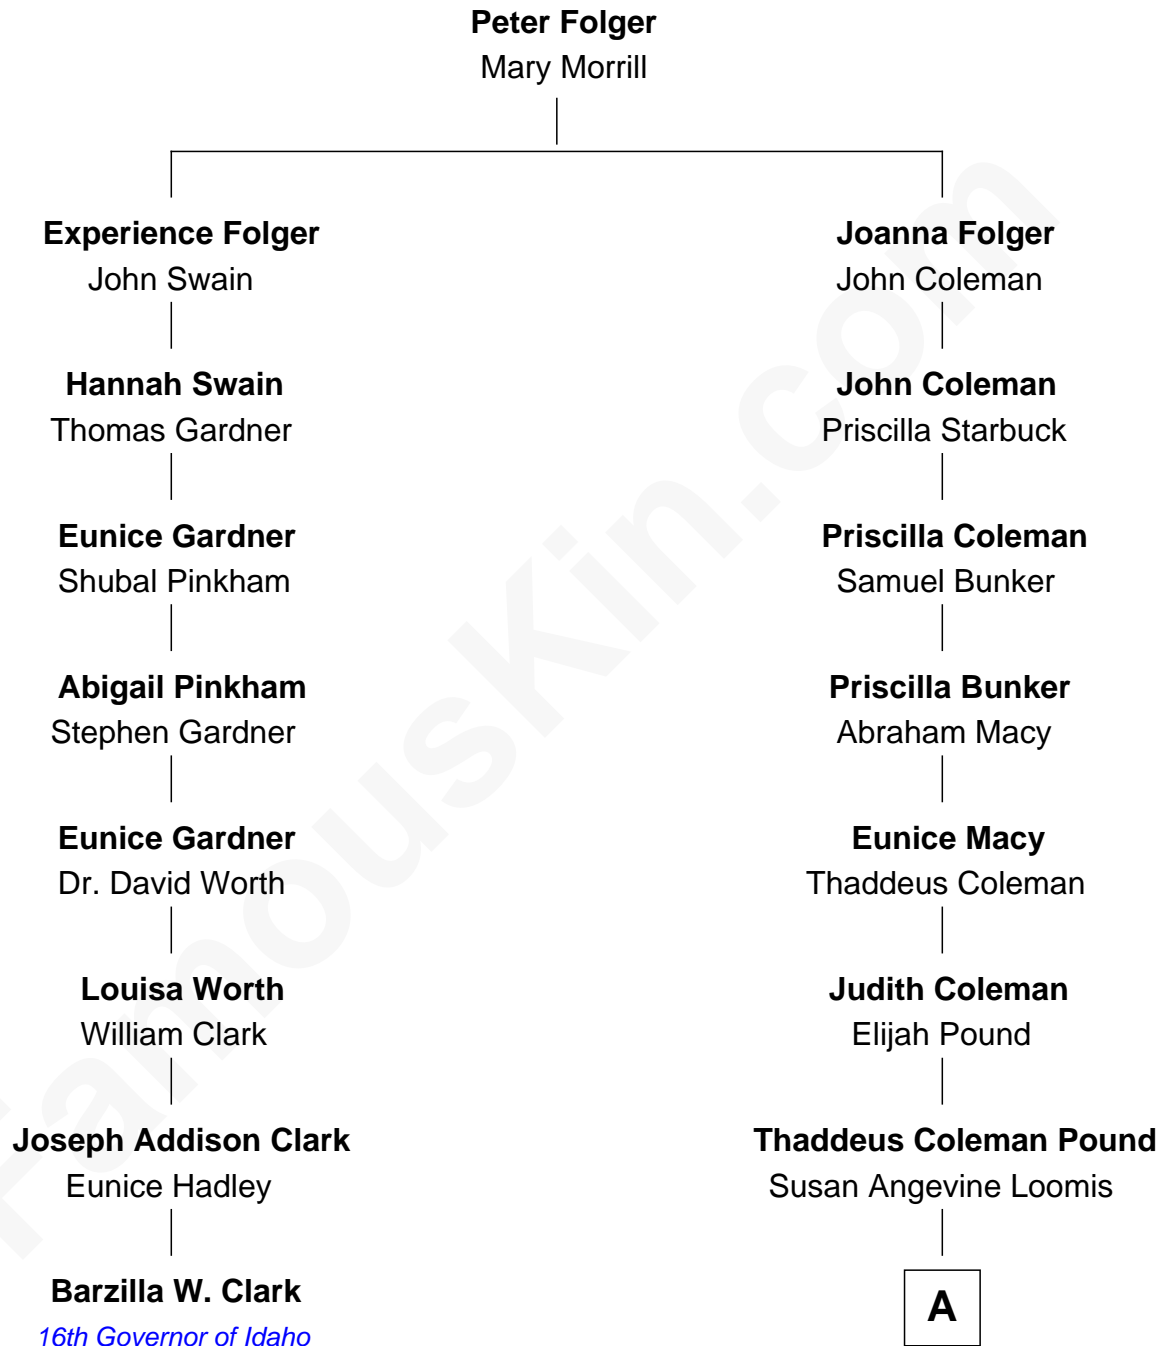 Peter Folger
Mary Morrill
Experience Folger
John Swain
Joanna Folger
John Coleman
Hannah Swain
Thomas Gardner
John Coleman
Priscilla Starbuck
Eunice Gardner
Shubal Pinkham
Priscilla Coleman
Samuel Bunker
Abigail Pinkham
Stephen Gardner
Priscilla Bunker
Abraham Macy
Eunice Gardner
Dr. David Worth
Eunice Macy
Thaddeus Coleman
Louisa Worth
William Clark
Judith Coleman
Elijah Pound
Joseph Addison Clark
Eunice Hadley
Thaddeus Coleman Pound
Susan Angevine Loomis
Barzilla W. Clark
16th Governor of Idaho
A
FamousKin.com